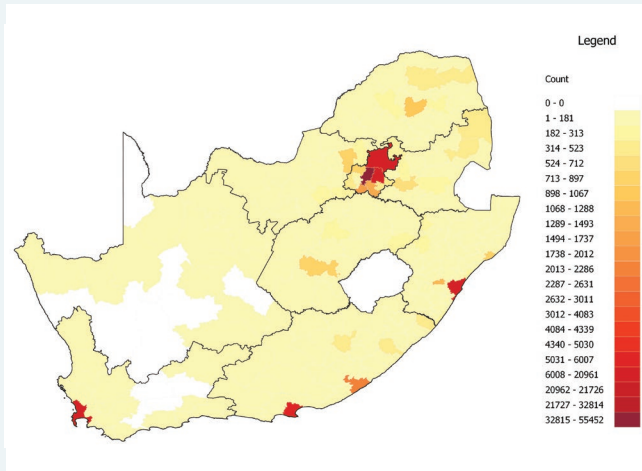 Legend
Count
0 - 0
1 - 181
182 - 313
314 - 523
524 - 712
713 - 897
898 - 1067
1068 - 1288
1289 - 1493
1494 - 1737
1738 - 2012
2013 - 2286
2287 - 2631
2632 - 3011
3012 - 4083
4084 - 4339
4340 - 5030
5031 - 6007
6008 - 20961
20962 - 21726
21727 - 32814
32815 - 55452